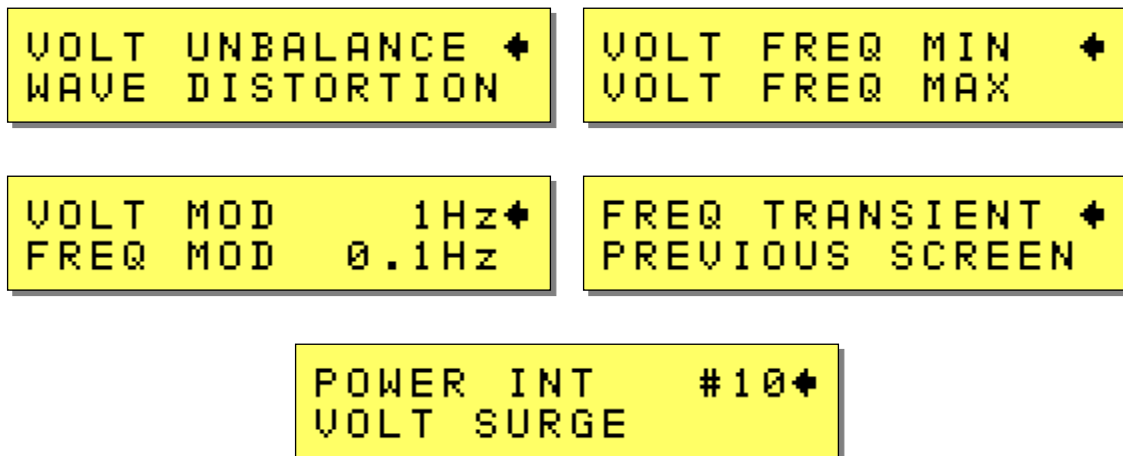 VOLT UNBALANCE ←
WAVE DISTORTION
VOLT FREQ MIN ←
VOLT FREQ MAX
VOLT MOD 1Hz←
FREQ MOD 0.1Hz
FREQ TRANSIENT ←
PREVIOUS SCREEN
POWER INT #10←
VOLT SURGE